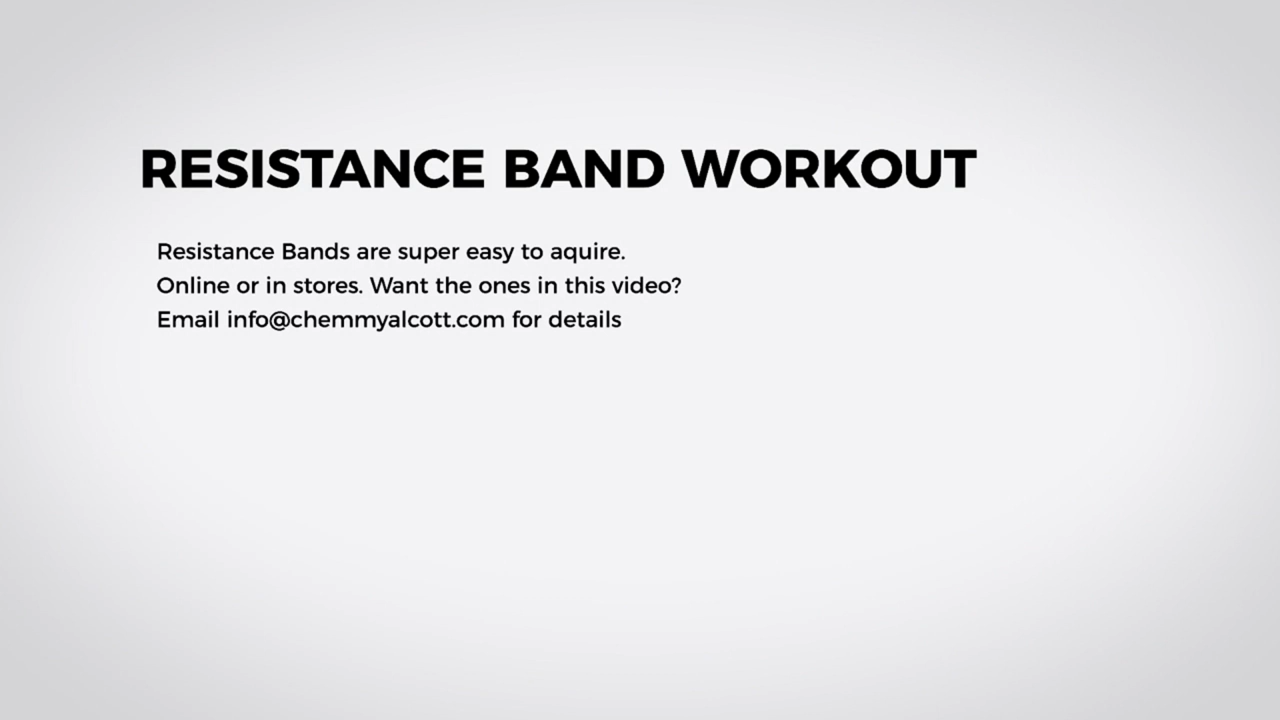 RESISTANCE BAND WORKOUT
Resistance Bands are super easy to aquire.
Online or in stores. Want the ones in this video?
Email info@chemmyalcott.com for details